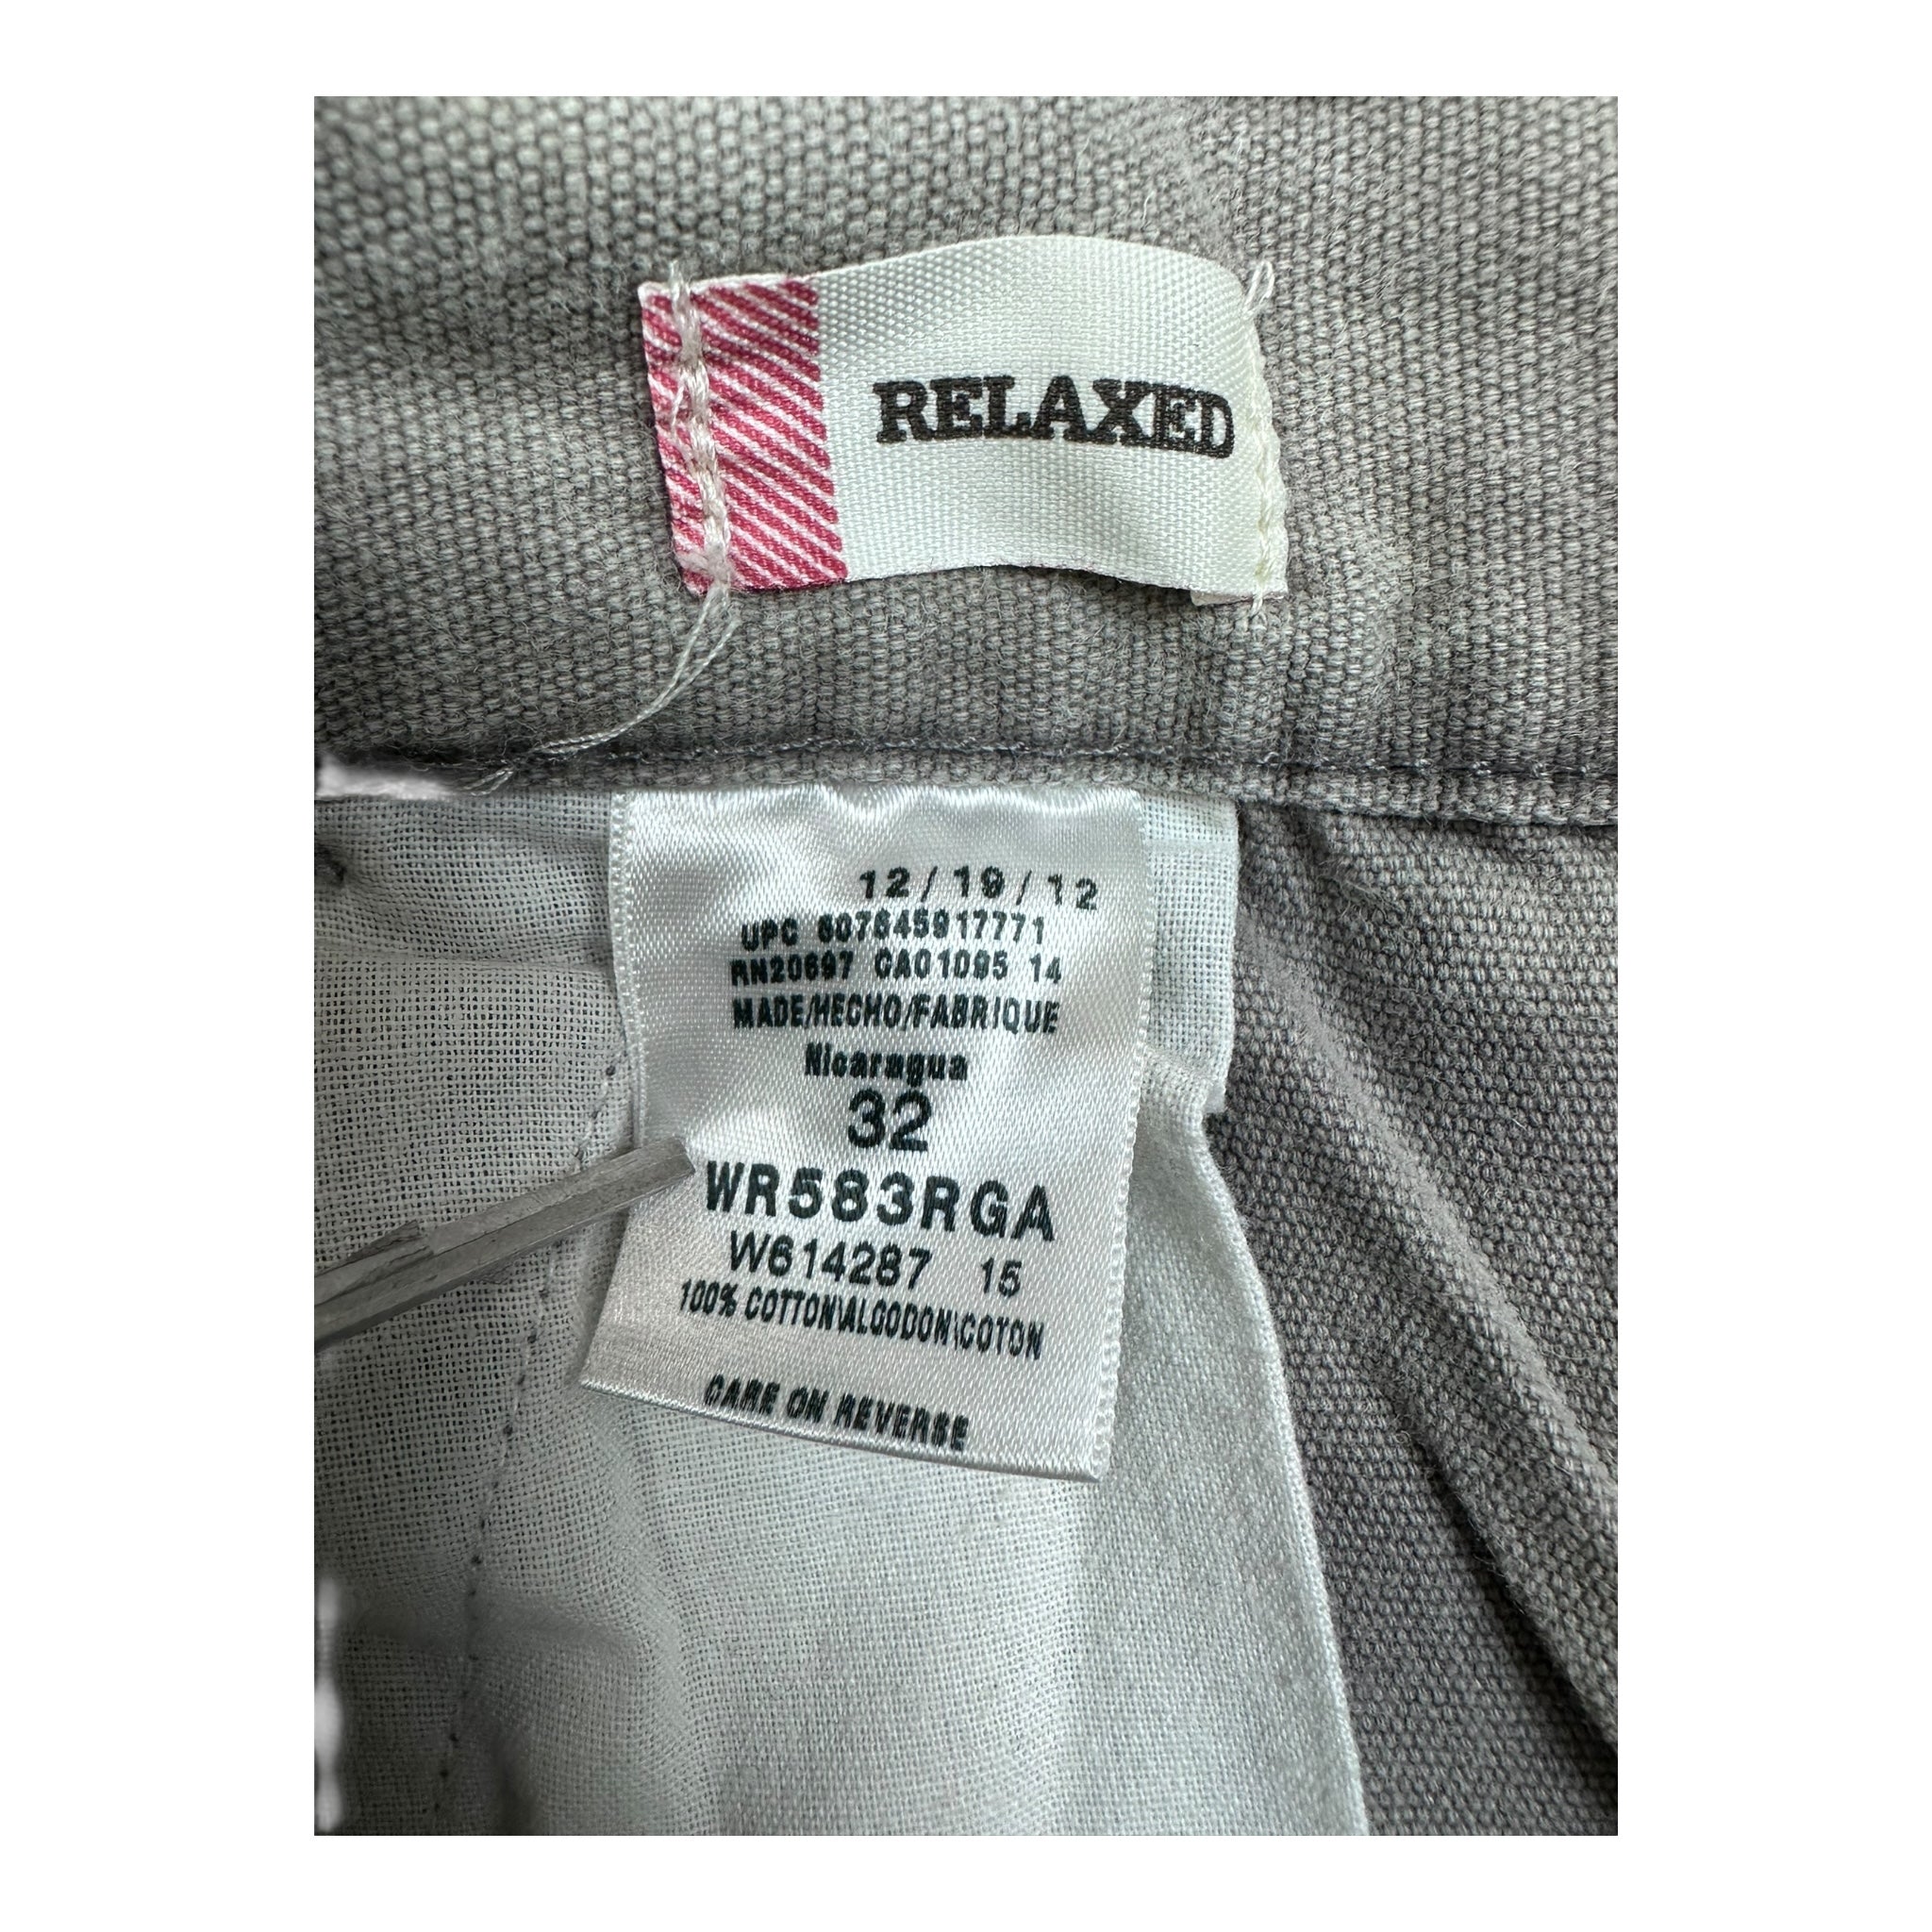 RELAXED
12/19/12
UPC 607645917771
RN20697 CA01095 14
MADE/HECHO/FABRIQUE
Nicaragua
32
WR583RGA
W614287 15
100% COTTON\ALGODON\COTON
CARE ON REVERSE